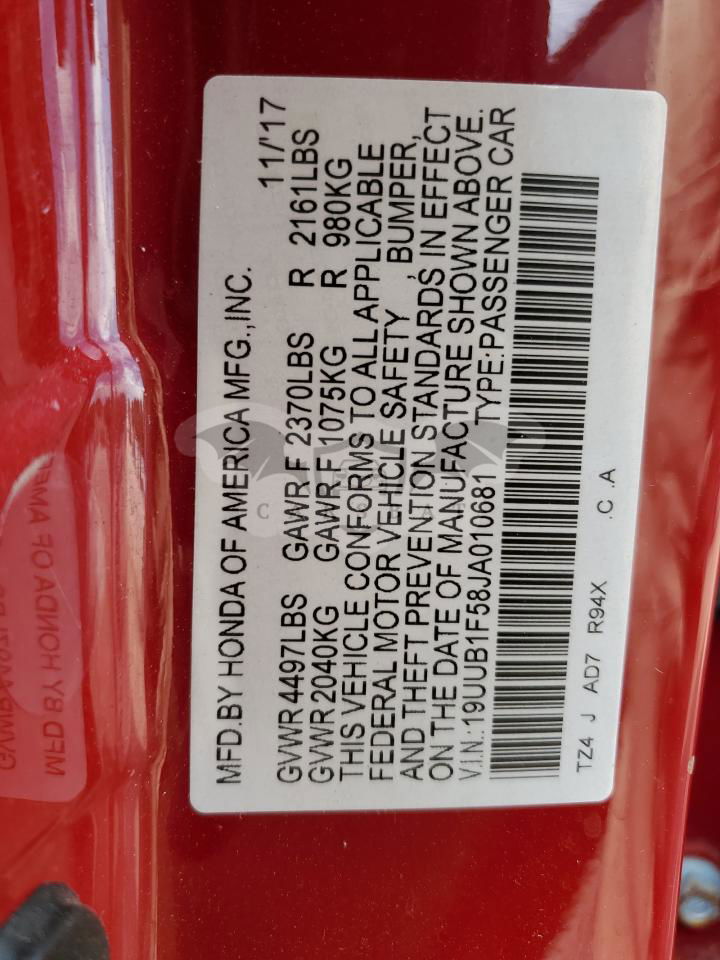 MFD.BY HONDA OF AMERICA MFG.,INC. 11/'17
GVWR 4497LBS GAWR F 2370LBS R 2161LBS
GVWR 2040KG GAWR F 1075KG R 980KG
THIS VEHICLE CONFORMS TO ALL APPLICABLE
FEDERAL MOTOR VEHICLE SAFETY , BUMPER,
AND THEFT PREVENTION STANDARDS IN EFFECT
ON THE DATE OF MANUFACTURE SHOWN ABOVE.
V.I.N.:19UUB1F58JA010681 TYPE:PASSENGER CAR
TZ4 J AD7 R94X .C .A